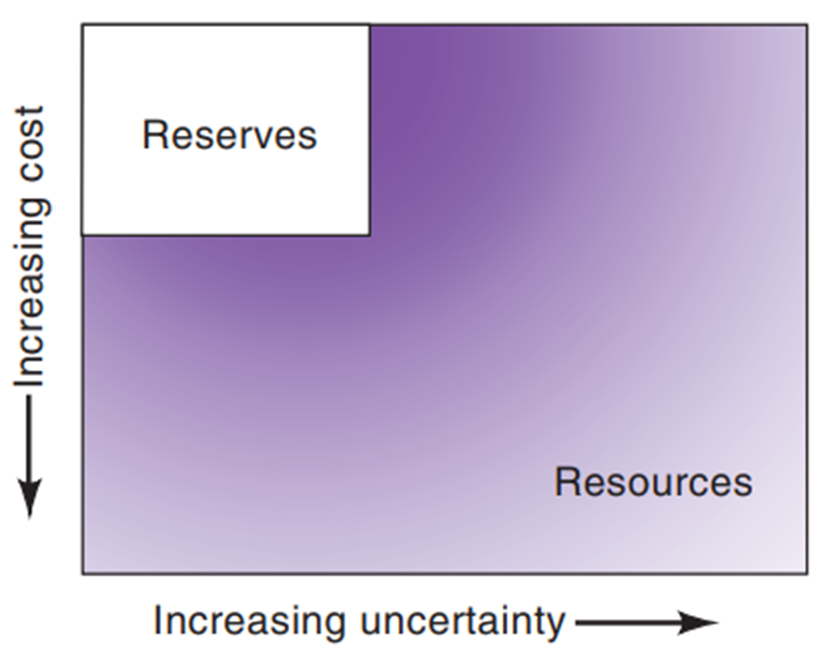 Reserves
Increasing cost
Resources
Increasing uncertainty